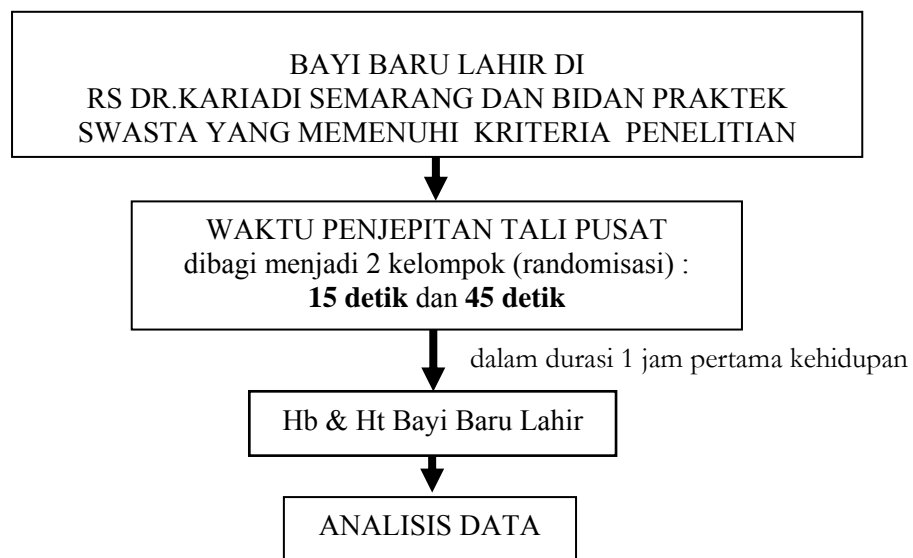 BAYI BARU LAHIR DI
RS DR.KARIADI SEMARANG DAN BIDAN PRAKTEK
SWASTA YANG MEMENUHI KRITERIA PENELITIAN
WAKTU PENJEPITAN TALI PUSAT
dibagi menjadi 2 kelompok (randomisasi) :
15 detik dan 45 detik
dalam durasi 1 jam pertama kehidupan
Hb & Ht Bayi Baru Lahir
ANALISIS DATA